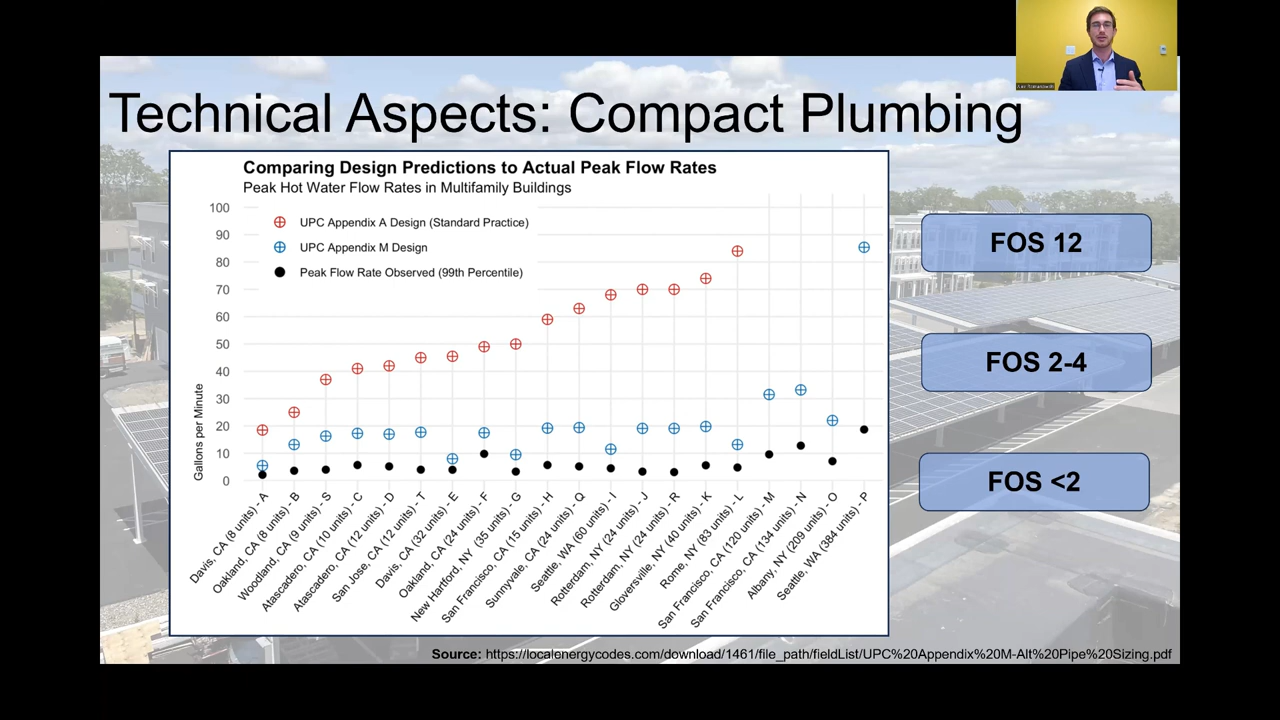 Technical Aspects: Compact Plumbing
Comparing Design Predictions to Actual Peak Flow Rates
Peak Hot Water Flow Rates in Multifamily Buildings
UPC Appendix A Design (Standard Practice)
UPC Appendix M Design
Peak Flow Rate Observed (99th Percentile)
100
90
80
70
60
50
40
30
20
10
0
Gallons per Minute
Davis, CA (8 units) - A
Oakland, CA (8 units) - B
Woodland, CA (9 units) - S
Atascadero, CA (10 units) - C
Atascadero, CA (12 units) - D
San Jose, CA (12 units) - T
Davis, CA (32 units) - E
Oakland, CA (24 units) - F
New Hartford, NY (35 units) - G
San Francisco, CA (15 units) - H
Sunnyvale, CA (24 units) - Q
Seattle, WA (60 units) - I
Rotterdam, NY (24 units) - J
Rotterdam, NY (24 units) - R
Gloversville, NY (40 units) - K
Rome, NY (83 units) - L
San Francisco, CA (120 units) - M
San Francisco, CA (134 units) - N
Albany, NY (209 units) - O
Seattle, WA (384 units) - P
FOS 12
FOS 2-4
FOS <2
Source: https://localenergycodes.com/download/1461/file_path/fieldList/UPC%20Appendix%20M-Alt%20Pipe%20Sizing.pdf